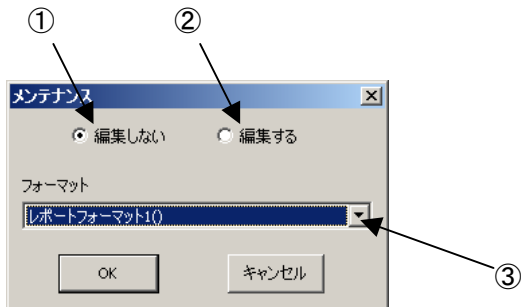 ① ②
メンテナンス
編集しない 編集する
フォーマット
レポートフォーマット1()
OK キャンセル
③